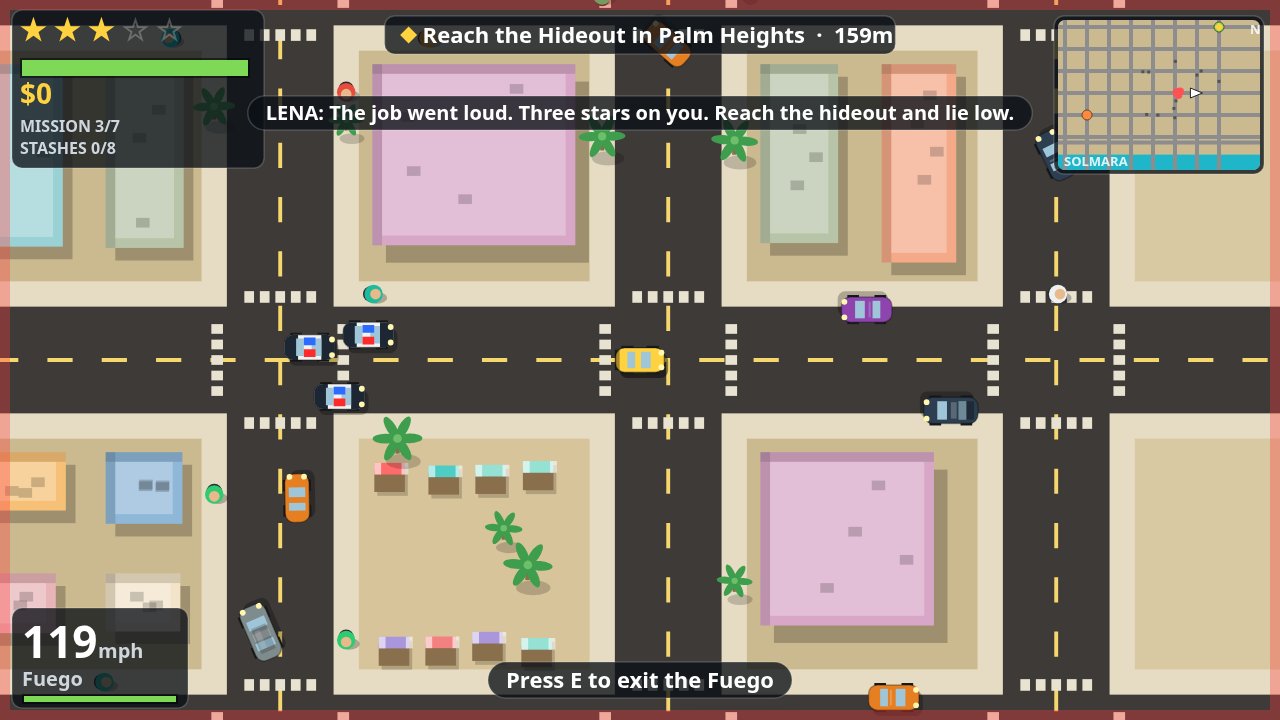 Reach the Hideout in Palm Heights · 159m
N
$0
MISSION 3/7
STASHES 0/8
LENA: The job went loud. Three stars on you. Reach the hideout and lie low.
SOLMARA
119mph
Fuego
Press E to exit the Fuego